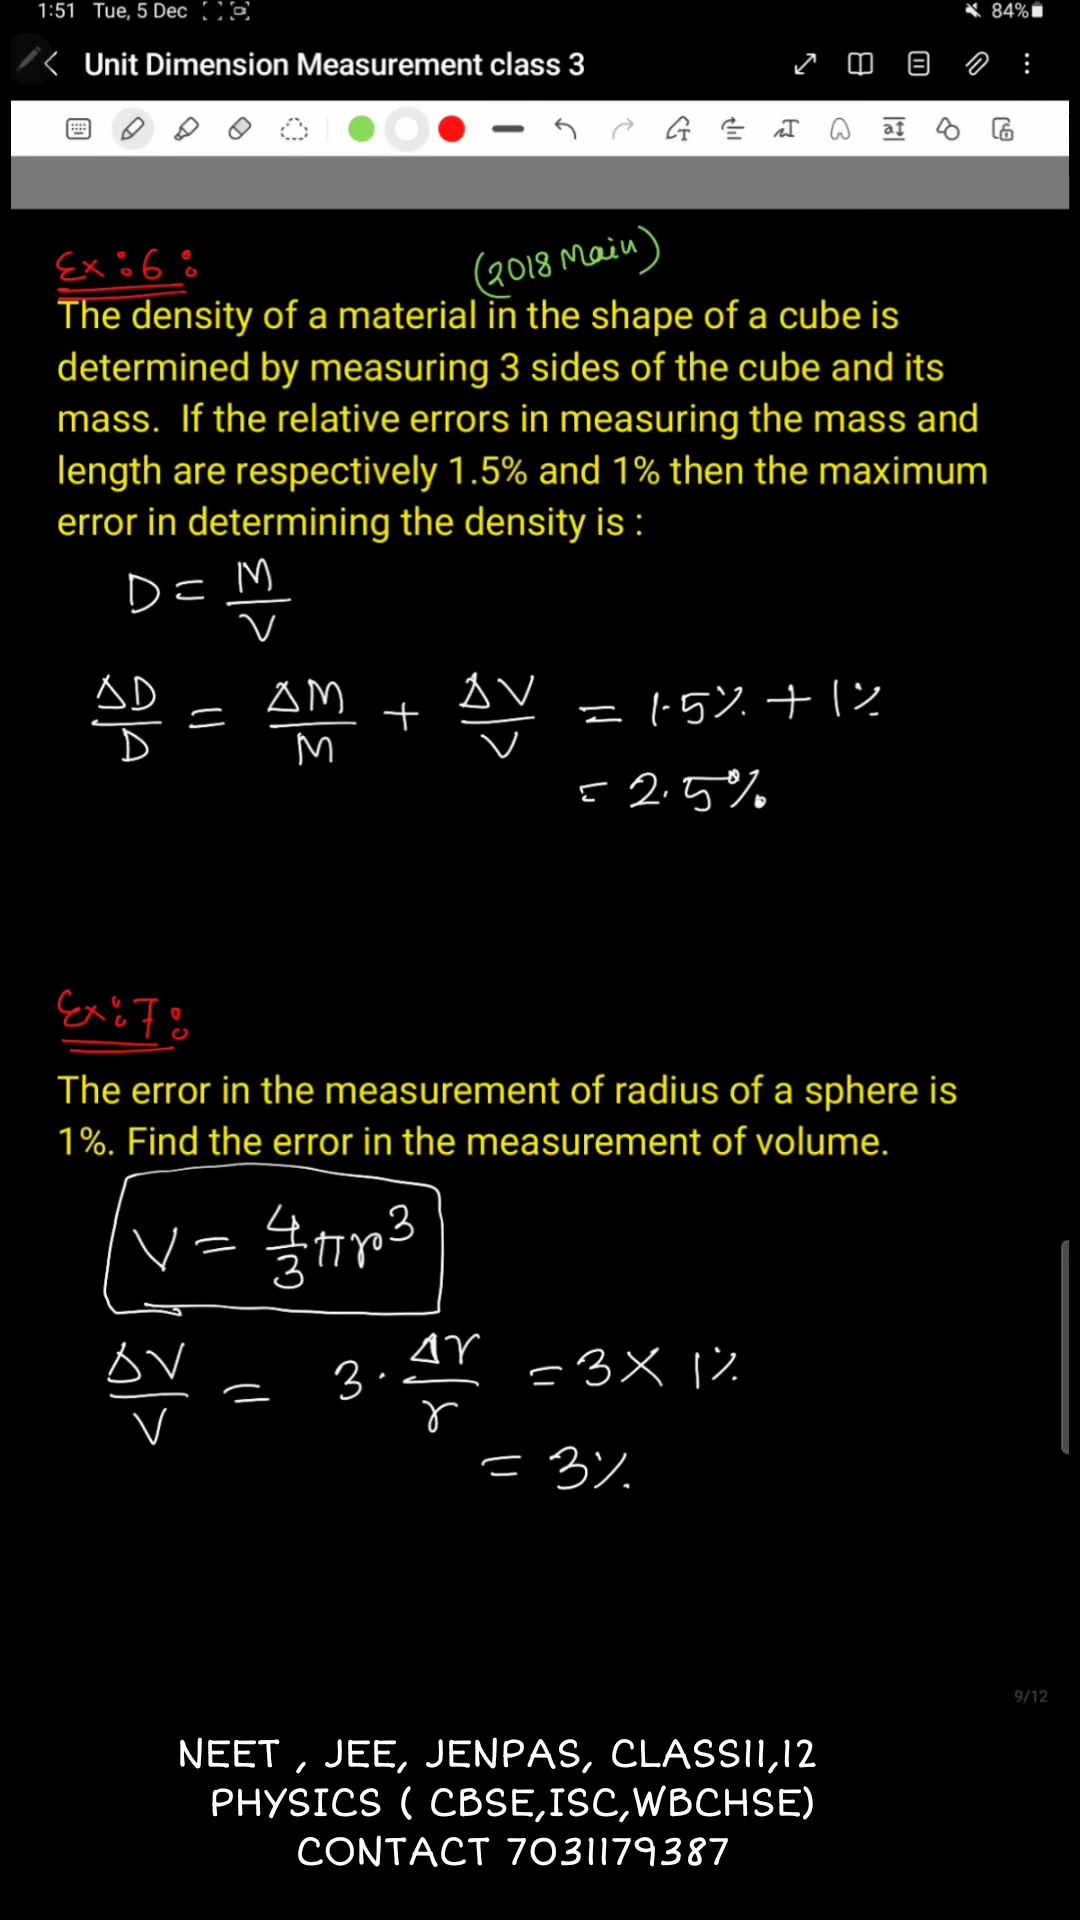 1:51 Tue, 5 Dec
84%
Unit Dimension Measurement class 3
Ex:6:
(2018 Main)
The density of a material in the shape of a cube is
determined by measuring 3 sides of the cube and its
mass. If the relative errors in measuring the mass and
length are respectively 1.5% and 1% then the maximum
error in determining the density is :
D = M/V
ΔD/D = ΔM/M + ΔV/V = 1.5% + 1%
= 2.5%
Ex:7:
The error in the measurement of radius of a sphere is
1%. Find the error in the measurement of volume.
V = 4/3 πr³
ΔV/V = 3. Δr/r = 3 × 1%
= 3%
9/12
NEET , JEE, JENPAS, CLASS11,12
PHYSICS ( CBSE,ISC,WBCHSE)
CONTACT 7031179387